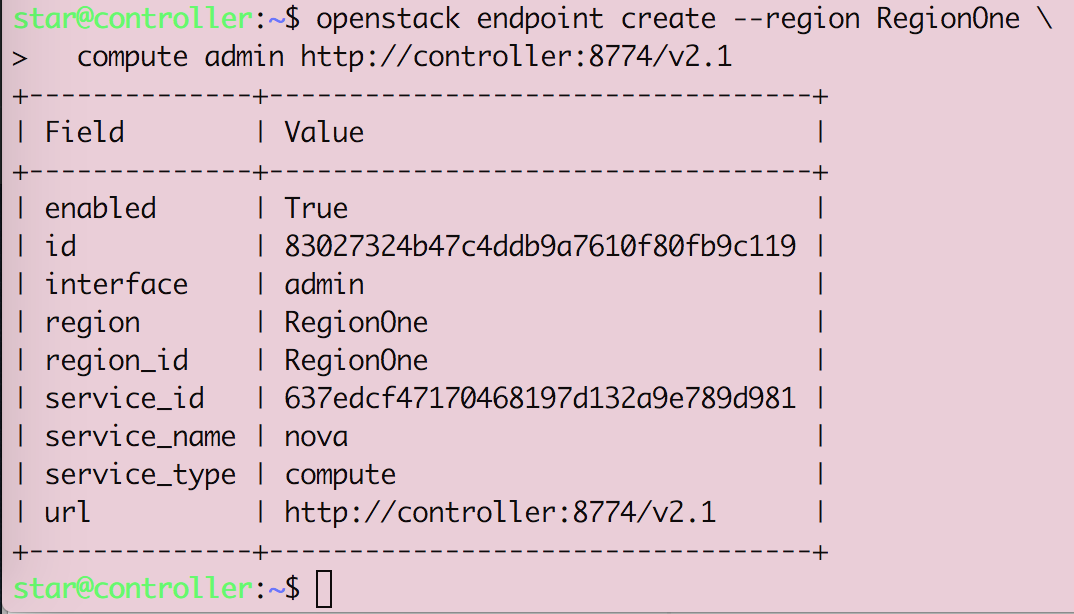 star@controller:~$ openstack endpoint create --region RegionOne \
>   compute admin http://controller:8774/v2.1
+--------------+----------------------------------+
| Field        | Value                            |
+--------------+----------------------------------+
| enabled      | True                             |
| id           | 83027324b47c4ddb9a7610f80fb9c119 |
| interface    | admin                            |
| region       | RegionOne                        |
| region_id    | RegionOne                        |
| service_id   | 637edcf47170468197d132a9e789d981 |
| service_name | nova                             |
| service_type | compute                          |
| url          | http://controller:8774/v2.1      |
+--------------+----------------------------------+
star@controller:~$